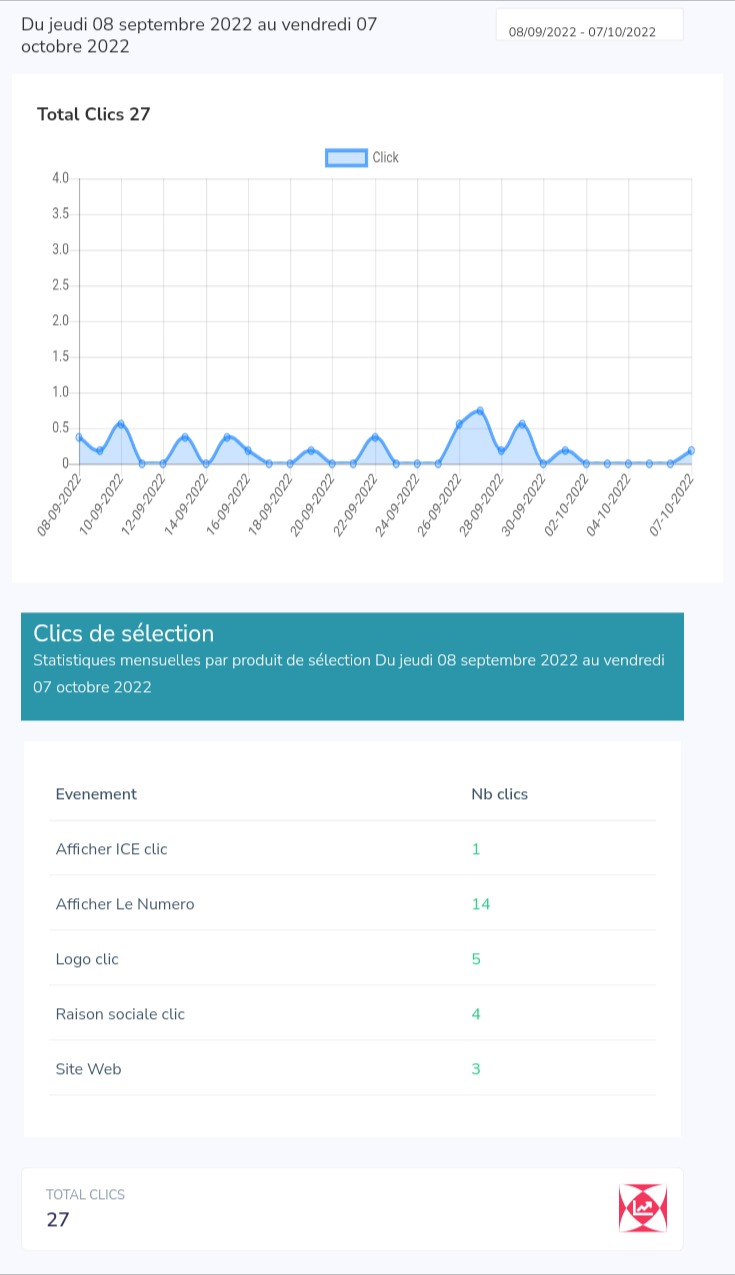 Du jeudi 08 septembre 2022 au vendredi 07
octobre 2022
08/09/2022 - 07/10/2022
Total Clics 27
Click
4.0
3.5
3.0
2.5
2.0
1.5
1.0
0.5
0
08-09-2022
10-09-2022
12-09-2022
14-09-2022
16-09-2022
18-09-2022
20-09-2022
22-09-2022
24-09-2022
26-09-2022
28-09-2022
30-09-2022
02-10-2022
04-10-2022
07-10-2022
Clics de sélection
Statistiques mensuelles par produit de sélection Du jeudi 08 septembre 2022 au vendredi
07 octobre 2022
Evenement Nb clics
Afficher ICE clic 1
Afficher Le Numero 14
Logo clic 5
Raison sociale clic 4
Site Web 3
TOTAL CLICS
27